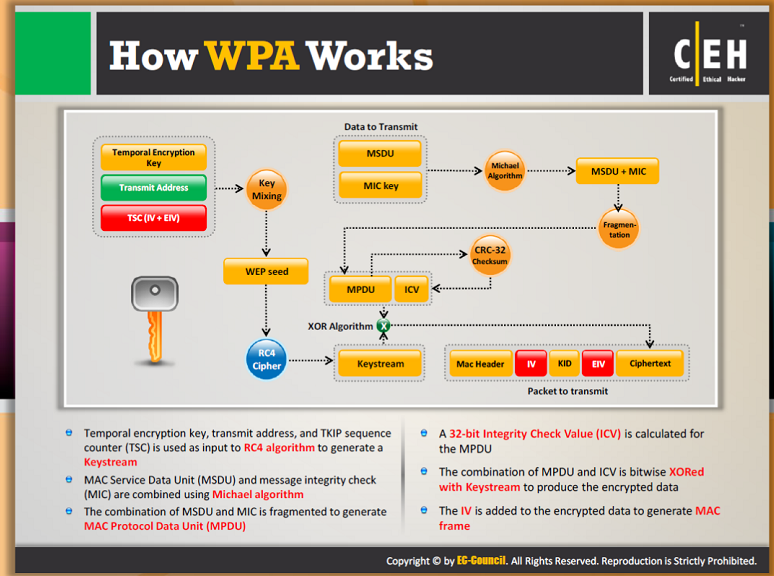 How WPA Works
CEH
Certified Ethical Hacker
Data to Transmit
Temporal Encryption
Key
Transmit Address
TSC (IV + EIV)
Key
Mixing
MSDU
MIC key
Michael
Algorithm
MSDU + MIC
Fragmen-
tation
CRC-32
Checksum
WEP seed
MPDU
ICV
XOR Algorithm
X
RC4
Cipher
Keystream
Mac Header
IV
KID
EIV
Ciphertext
Packet to transmit
Temporal encryption key, transmit address, and TKIP sequence
counter (TSC) is used as input to RC4 algorithm to generate a
Keystream
MAC Service Data Unit (MSDU) and message integrity check
(MIC) are combined using Michael algorithm
The combination of MSDU and MIC is fragmented to generate
MAC Protocol Data Unit (MPDU)
A 32-bit Integrity Check Value (ICV) is calculated for
the MPDU
The combination of MPDU and ICV is bitwise XORed
with Keystream to produce the encrypted data
The IV is added to the encrypted data to generate MAC
frame
Copyright © by EC-Council. All Rights Reserved. Reproduction is Strictly Prohibited.